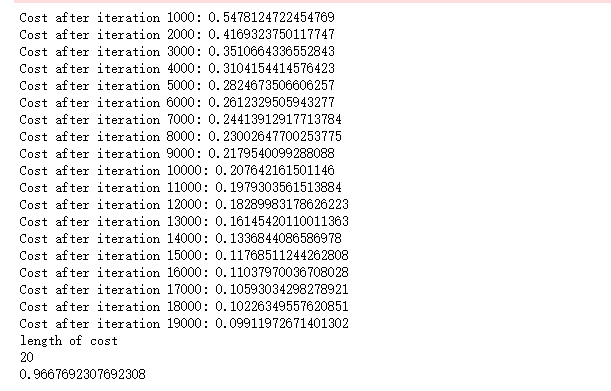 Cost after iteration 1000: 0.5478124722454769
Cost after iteration 2000: 0.4169323750117747
Cost after iteration 3000: 0.3510664336552843
Cost after iteration 4000: 0.3104154414576423
Cost after iteration 5000: 0.2824673506606257
Cost after iteration 6000: 0.2612329505943277
Cost after iteration 7000: 0.24413912917713784
Cost after iteration 8000: 0.23002647700253775
Cost after iteration 9000: 0.2179540099288088
Cost after iteration 10000: 0.207642161501146
Cost after iteration 11000: 0.1979303561513884
Cost after iteration 12000: 0.18289983178626223
Cost after iteration 13000: 0.16145420110011363
Cost after iteration 14000: 0.1336844086586978
Cost after iteration 15000: 0.11768511244262808
Cost after iteration 16000: 0.11037970036708028
Cost after iteration 17000: 0.10593034298278921
Cost after iteration 18000: 0.10226349557620851
Cost after iteration 19000: 0.09911972671401302
length of cost
20
0.9667692307692308